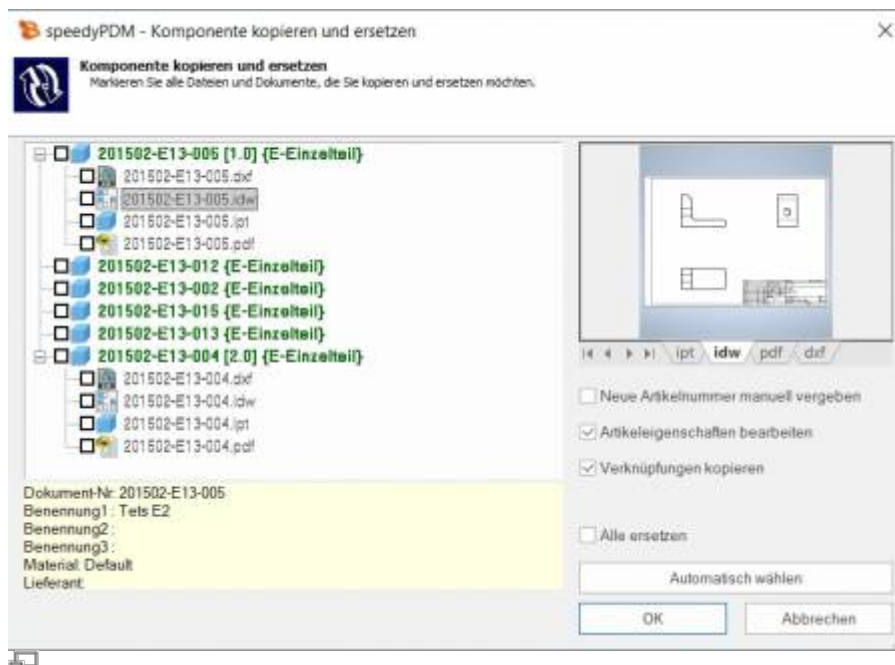 speedyPDM - Komponente kopieren und ersetzen
Komponente kopieren und ersetzen
Markieren Sie alle Dateien und Dokumente, die Sie kopieren und ersetzen möchten.
201502-E13-005 [1.0] {E-Einzelteil}
201502-E13-005.dxf
201502-E13-005.idw
201502-E13-005.ipt
201502-E13-005.pdf
201502-E13-012 {E-Einzelteil}
201502-E13-002 {E-Einzelteil}
201502-E13-015 {E-Einzelteil}
201502-E13-013 {E-Einzelteil}
201502-E13-004 [2.0] {E-Einzelteil}
201502-E13-004.dxf
201502-E13-004.idw
201502-E13-004.ipt
201502-E13-004.pdf
Dokument-Nr: 201502-E13-005
Benennung1 : Tets E2
Benennung2 :
Benennung3 :
Material: Default
Lieferant:
ipt idw pdf dxf
Neue Artikelnummer manuell vergeben
Artikeleigenschaften bearbeiten
Verknüpfungen kopieren
Alle ersetzen
Automatisch wählen
OK Abbrechen